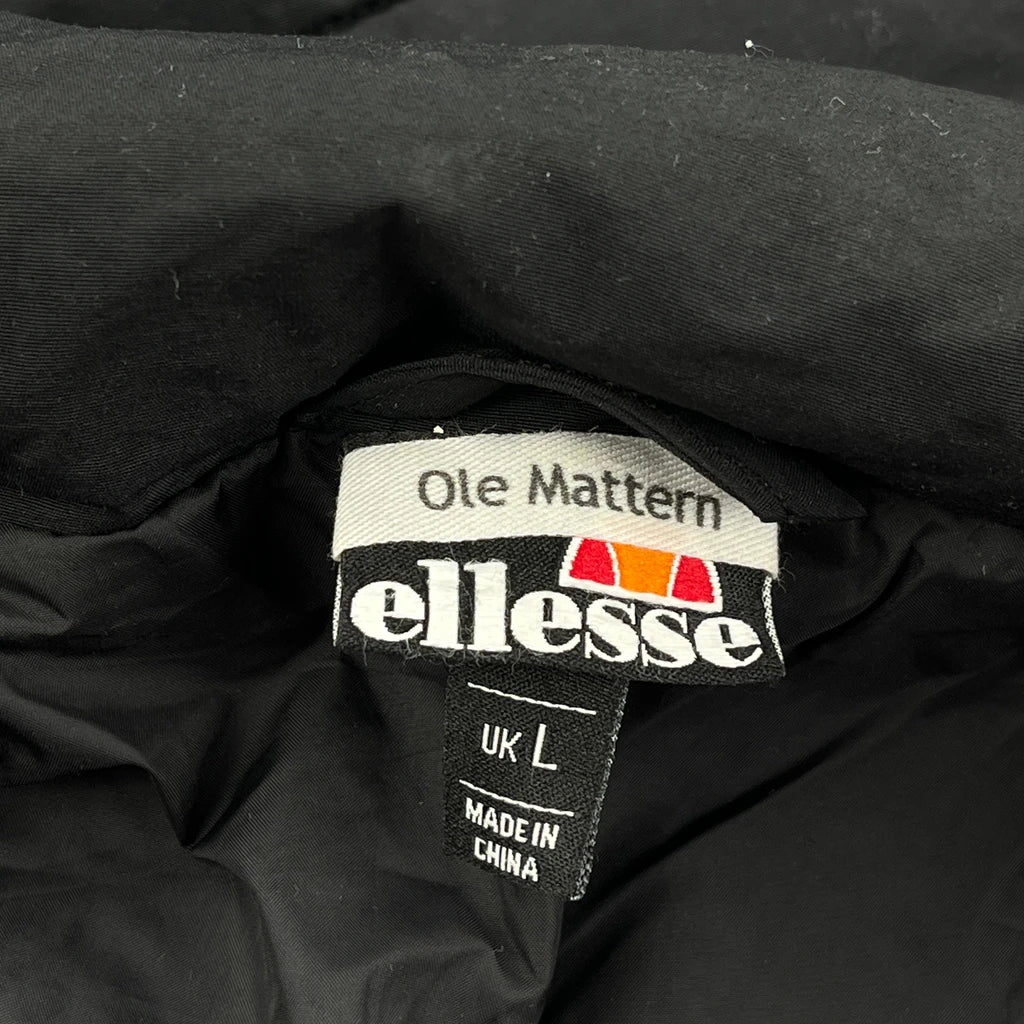 Ole Mattern
ellesse
UK L
MADE IN
CHINA